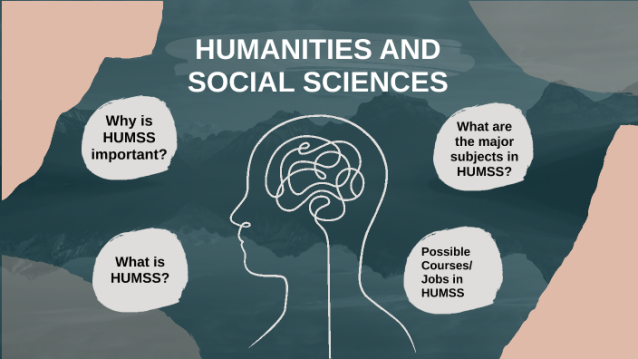 HUMANITIES AND
SOCIAL SCIENCES
Why is
HUMSS
important?
What are
the major
subjects in
HUMSS?
What is
HUMSS?
Possible
Courses/
Jobs in
HUMSS